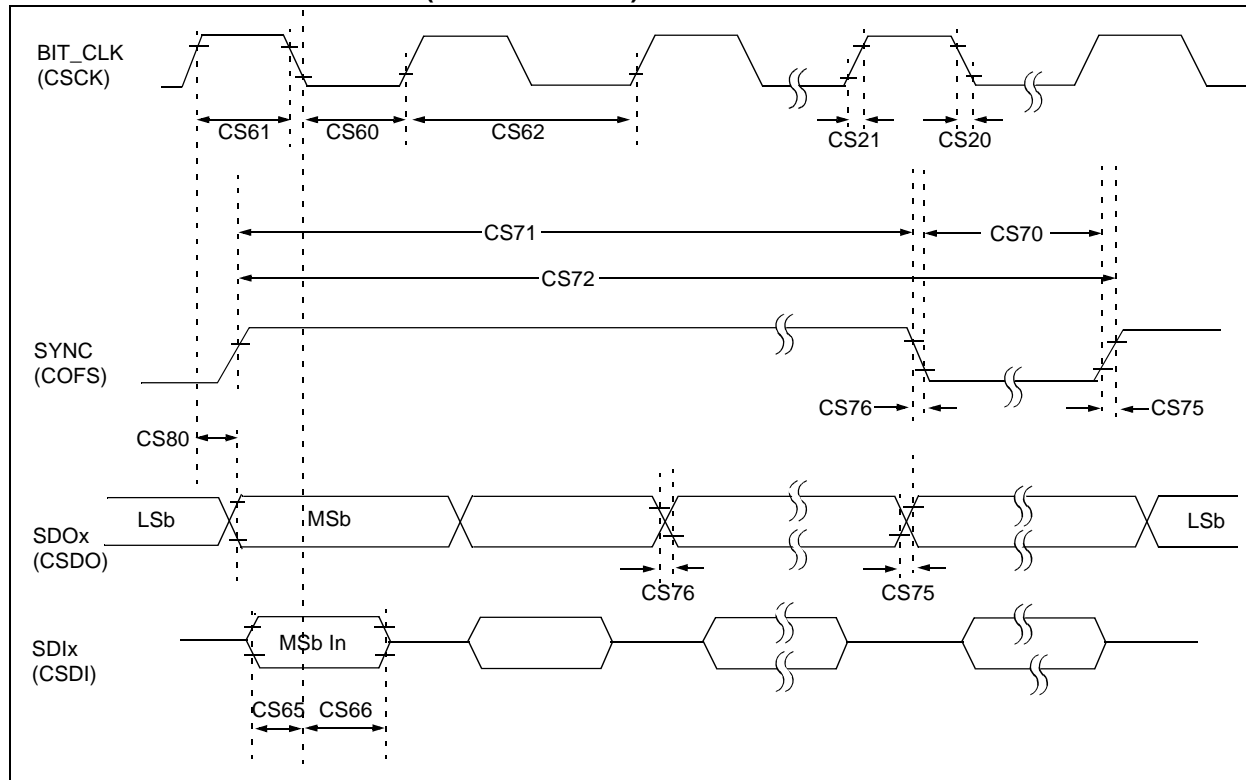 BIT_CLK
(CSCK)
CS61
CS60
CS62
CS21
CS20
CS71
CS70
CS72
SYNC
(COFS)
CS76
CS75
CS80
LSb
MSb
LSb
SDOx
(CSDO)
CS76
CS75
MSb In
SDIx
(CSDI)
CS65
CS66